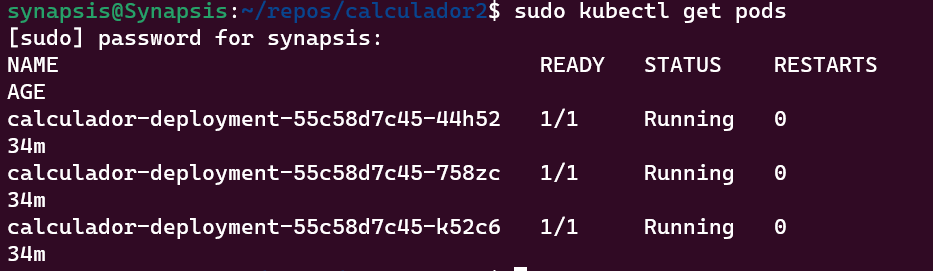 synapsis@Synapsis:~/repos/calculador2$ sudo kubectl get pods
[sudo] password for synapsis:
NAME                                     READY   STATUS    RESTARTS
AGE
calculador-deployment-55c58d7c45-44h52   1/1     Running   0
34m
calculador-deployment-55c58d7c45-758zc   1/1     Running   0
34m
calculador-deployment-55c58d7c45-k52c6   1/1     Running   0
34m